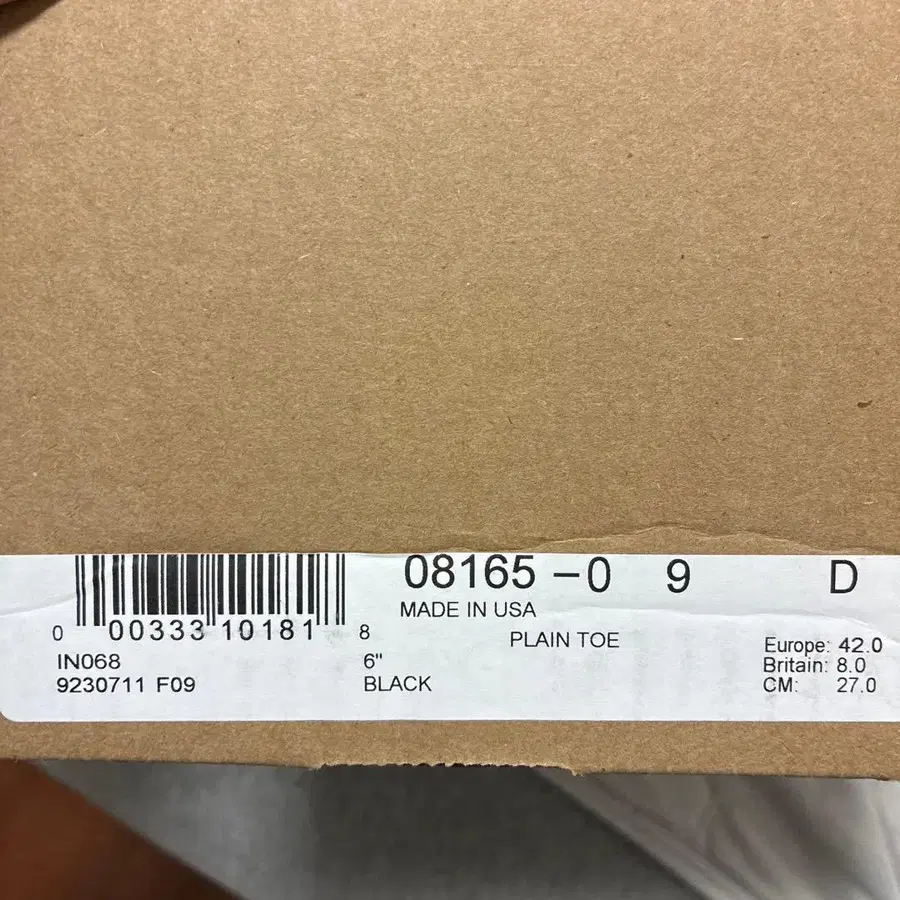 08165 -0 9 D
MADE IN USA
0 00333 10181 8
PLAIN TOE
IN068
6"
9230711 F09
BLACK
Europe: 42.0
Britain: 8.0
CM: 27.0